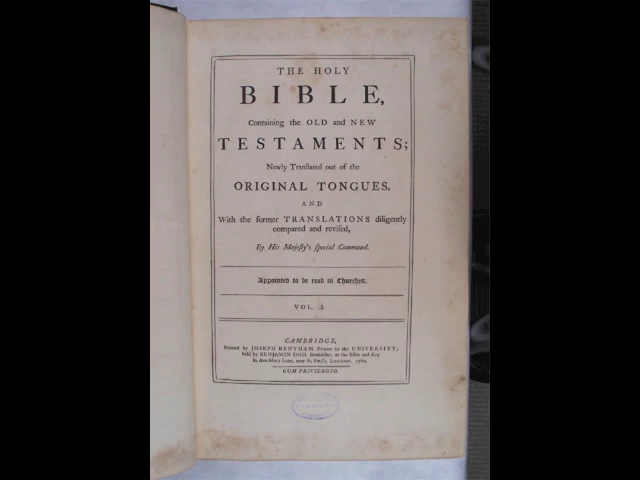 THE HOLY
BIBLE,
Containing the OLD and NEW
TESTAMENTS;
Newly Tranſlated out of the
ORIGINAL TONGUES,
AND
With the former TRANSLATIONS diligently
compared and reviſed,
By His Majeſty's ſpecial Command.
Appointed to be read in Churches.
VOL. I.
CAMBRIDGE,
Printed by JOSEPH BENTHAM Printer to the UNIVERSITY;
Sold by BENJAMIN DOD, Bookſeller, at the Bible and Key
in Ave-Mary Lane, near St. Paul's, LONDON.
CUM PRIVILEGIO.